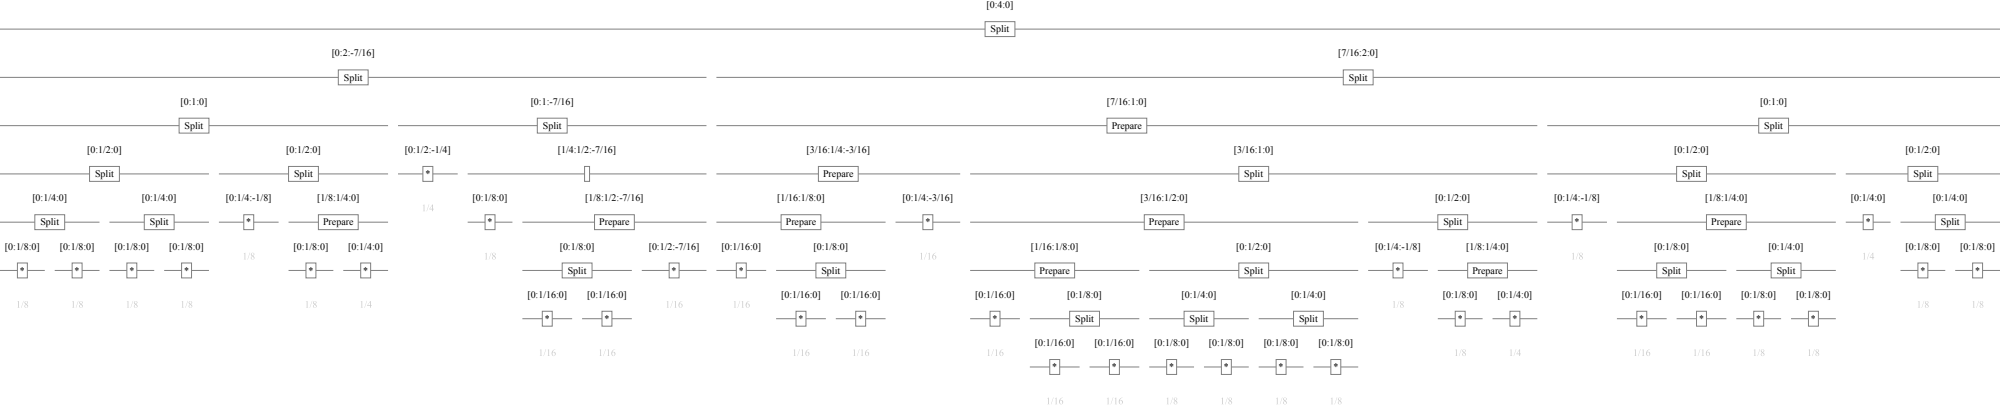 [0:4:0]
Split
[0:2:-7/16] [7/16:2:0]
Split Split
[0:1:0] [0:1:-7/16] [7/16:1:0] [0:1:0]
Split Split Prepare Split
[0:1/2:0] [0:1/2:0] [0:1/2:-1/4] [1/4:1/2:-7/16] [3/16:1/4:-3/16] [3/16:1:0] [0:1/2:0] [0:1/2:0]
Split Split * Prepare Split Split Split
[0:1/4:0] [0:1/4:0] [0:1/4:-1/8] [1/8:1/4:0] [0:1/8:0] [1/8:1/2:-7/16] [1/16:1/8:0] [0:1/4:-3/16] [3/16:1/2:0] [0:1/2:0] [0:1/4:-1/8] [1/8:1/4:0] [0:1/4:0] [0:1/4:0]
1/4
Split Split * Prepare * Prepare Prepare * Prepare Split * Prepare * Split
[0:1/8:0] [0:1/8:0] [0:1/8:0] [0:1/8:0] [0:1/8:0] [0:1/4:0] [0:1/8:0] [0:1/2:-7/16] [0:1/16:0] [0:1/8:0] [1/16:1/8:0] [0:1/2:0] [0:1/4:-1/8] [1/8:1/4:0] [0:1/8:0] [0:1/4:0] [0:1/8:0] [0:1/8:0]
1/8 1/8 1/16 1/8 1/4
* * * * * * Split * * Split Prepare Split * Prepare Split Split * *
[0:1/16:0] [0:1/16:0] [0:1/16:0] [0:1/16:0] [0:1/16:0] [0:1/8:0] [0:1/4:0] [0:1/4:0] [0:1/8:0] [0:1/4:0] [0:1/16:0] [0:1/16:0] [0:1/8:0] [0:1/8:0]
1/8 1/8 1/8 1/8 1/8 1/4 1/16 1/16 1/8 1/8 1/8
* * * * * Split Split Split * * * * * *
[0:1/16:0] [0:1/16:0] [0:1/8:0] [0:1/8:0] [0:1/8:0] [0:1/8:0]
1/16 1/16 1/16 1/16 1/16 1/8 1/4 1/16 1/16 1/8 1/8
* * * * * *
1/16 1/16 1/8 1/8 1/8 1/8